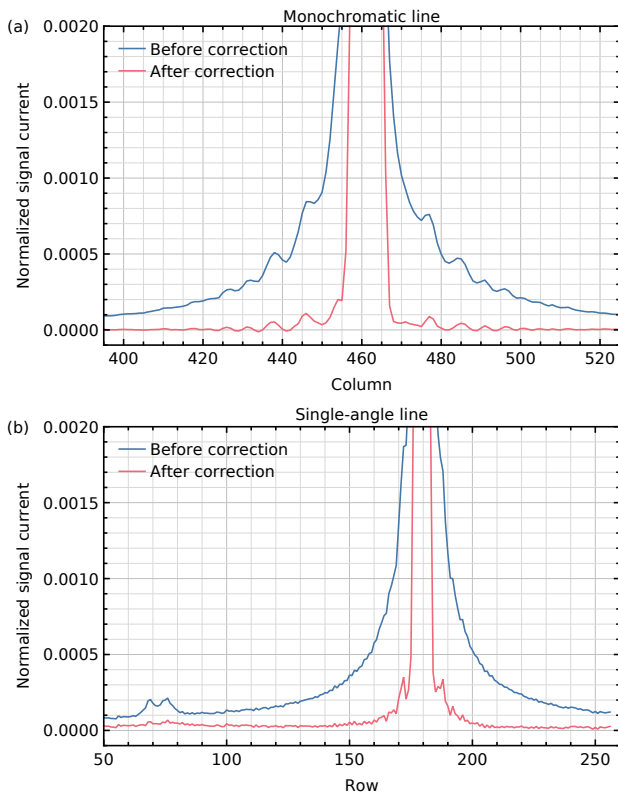 Monochromatic line
(a)
0.0020
Before correction
After correction
0.0015
0.0010
0.0005
0.0000
Normalized signal current
400 420 440 460 480 500 520
Column
Single-angle line
(b)
0.0020
Before correction
After correction
0.0015
0.0010
0.0005
0.0000
Normalized signal current
50 100 150 200 250
Row